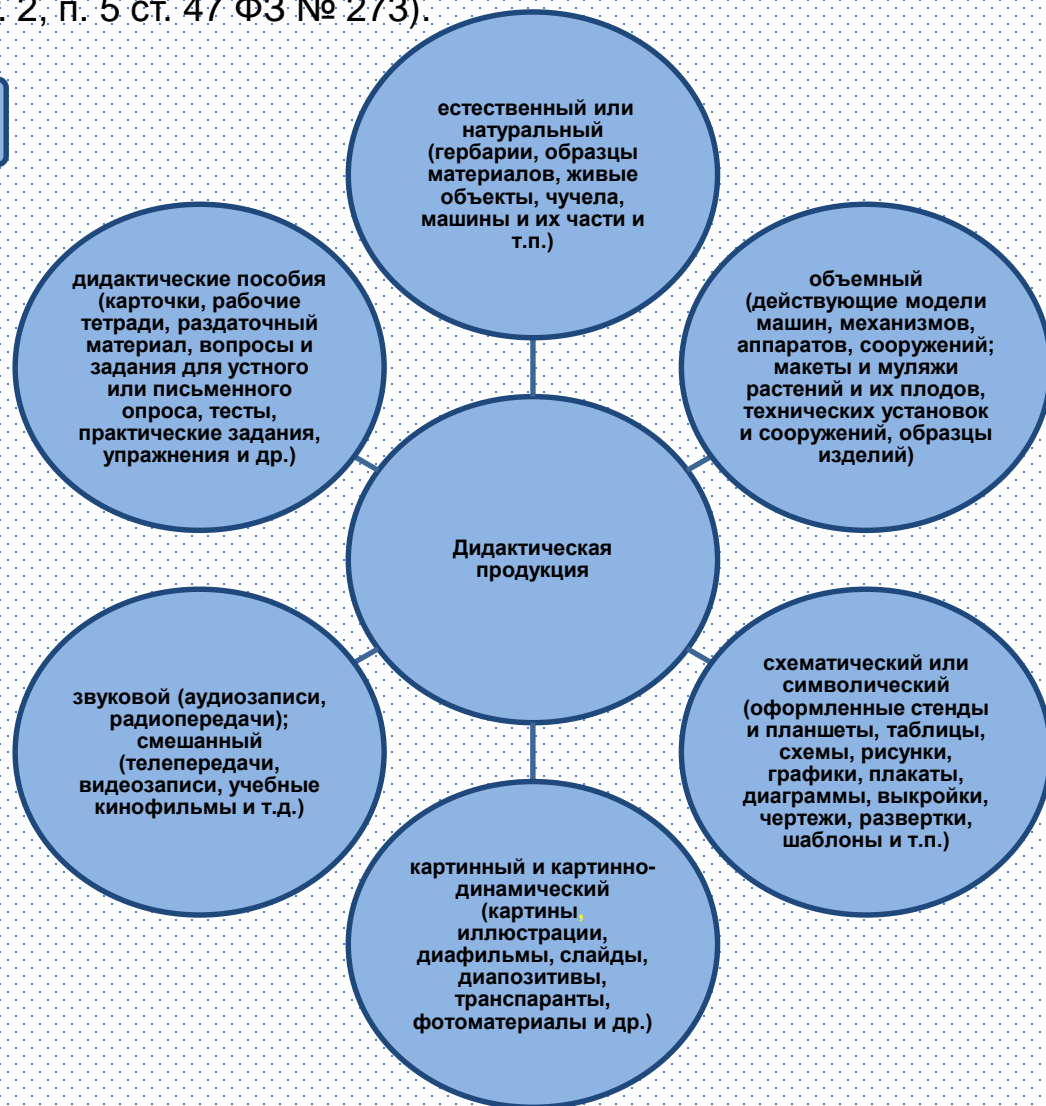 . 2, п. 5 ст. 47 ФЗ № 273).
естественный или
натуральный
(гербарии, образцы
материалов, живые
объекты, чучела,
машины и их части и
т.п.)
объемный
(действующие модели
машин, механизмов,
аппаратов, сооружений;
макеты и муляжи
растений и их плодов,
технических установок
и сооружений, образцы
изделий)
схематический или
символический
(оформленные стенды
и планшеты, таблицы,
схемы, рисунки,
графики, плакаты,
диаграммы, выкройки,
чертежи, развертки,
шаблоны и т.п.)
картинный и картинно-
динамический
(картины,
иллюстрации,
диафильмы, слайды,
диапозитивы,
транспаранты,
фотоматериалы и др.)
звуковой (аудиозаписи,
радиопередачи);
смешанный
(телепередачи,
видеозаписи, учебные
кинофильмы и т.д.)
дидактические пособия
(карточки, рабочие
тетради, раздаточный
материал, вопросы и
задания для устного
или письменного
опроса, тесты,
практические задания,
упражнения и др.)
Дидактическая
продукция